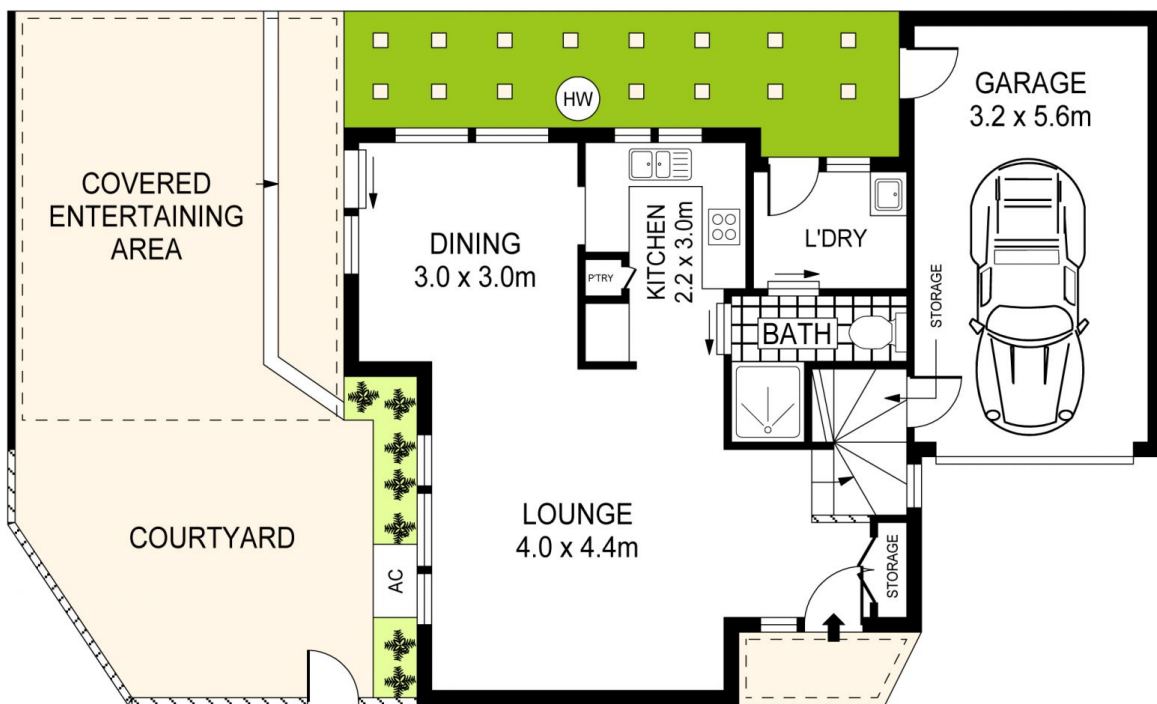 GARAGE
3.2 x 5.6m
HW
COVERED
ENTERTAINING
AREA
DINING
3.0 x 3.0m
KITCHEN
2.2 x 3.0m
P'TRY
L'DRY
BATH
STORAGE
LOUNGE
4.0 x 4.4m
COURTYARD
AC
STORAGE